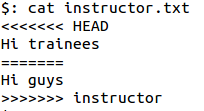 $: cat instructor.txt
<<<<<<< HEAD
Hi trainees
=======
Hi guys
>>>>>>> instructor